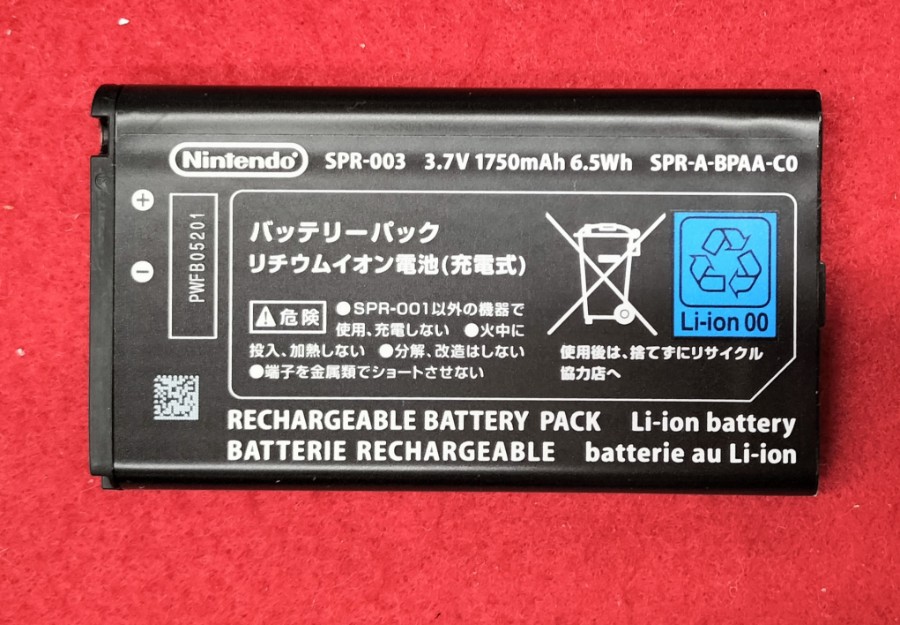 Nintendo SPR-003 3.7V 1750mAh 6.5Wh SPR-A-BPAA-C0
+
−
PWFB05201
バッテリーパック
リチウムイオン電池(充電式)
危険 ●SPR-001以外の機器で
使用、充電しない ●火中に
投入、加熱しない ●分解、改造はしない
●端子を金属類でショートさせない
Li-ion 00
使用後は、捨てずにリサイクル
協力店へ
RECHARGEABLE BATTERY PACK Li-ion battery
BATTERIE RECHARGEABLE batterie au Li-ion